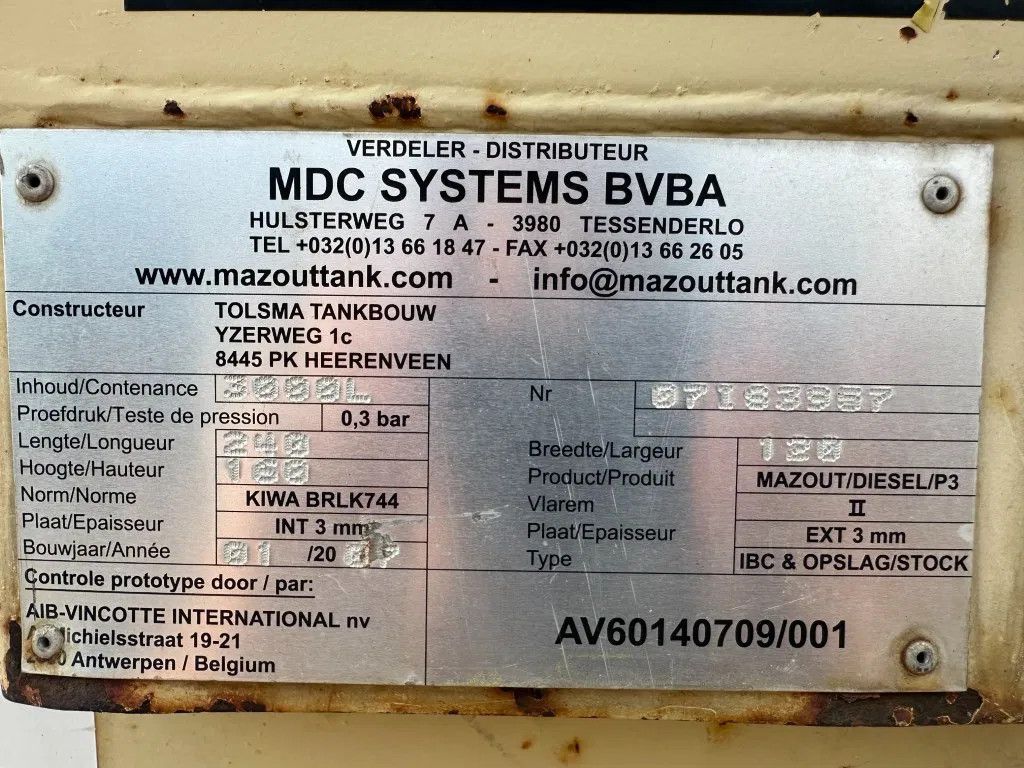 VERDELER - DISTRIBUTEUR
MDC SYSTEMS BVBA
HULSTERWEG 7 A - 3980 TESSENDERLO
TEL +032(0)13 66 18 47 - FAX +032(0)13 66 26 05
www.mazouttank.com - info@mazouttank.com
Constructeur TOLSMA TANKBOUW
YZERWEG 1c
8445 PK HEERENVEEN
Inhoud/Contenance 3000L Nr
Proefdruk/Teste de pression 0,3 bar
Lengte/Longueur 240 Breedte/Largeur 120
Hoogte/Hauteur 160 Product/Produit MAZOUT/DIESEL/P3
Norm/Norme KIWA BRLK744 Vlarem II
Plaat/Epaisseur INT 3 mm Plaat/Epaisseur EXT 3 mm
Bouwjaar/Année 01 /20 Type IBC & OPSLAG/STOCK
Controle prototype door / par:
AIB-VINCOTTE INTERNATIONAL nv
19-21
Antwerpen / Belgium
AV60140709/001